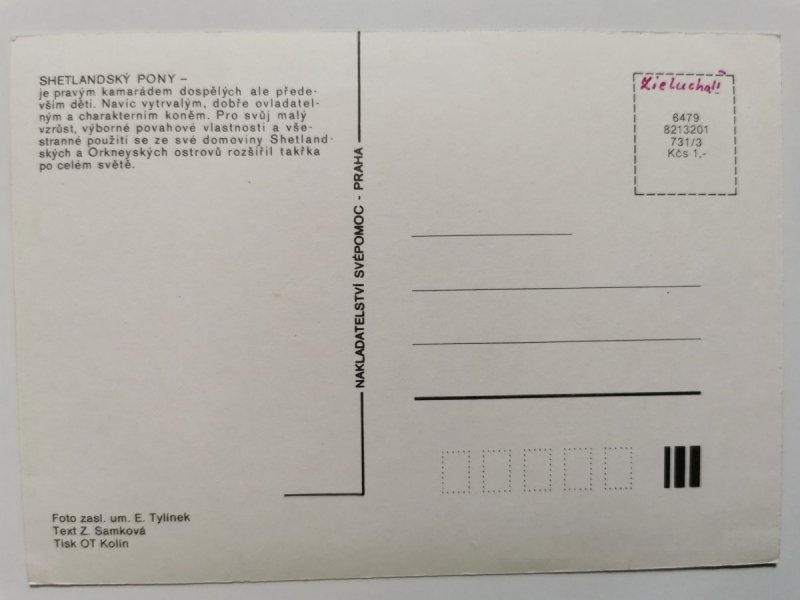 SHETLANDSKÝ PONY –
je pravým kamarádem dospělých ale přede-
vším dětí. Navíc vytrvalým, dobře ovladatel-
ným a charakterním koněm. Pro svůj malý
vzrůst, výborné povahové vlastnosti a vše-
stranné použití se ze své domoviny Shetland-
ských a Orkneyských ostrovů rozšířil takřka
po celém světě.
Foto zasl. um. E. Tylínek
Text Z. Samková
Tisk OT Kolín
NAKLADATELSTVÍ SVÉPOMOC - PRAHA
6479
8213201
731/3
Kčs 1,-